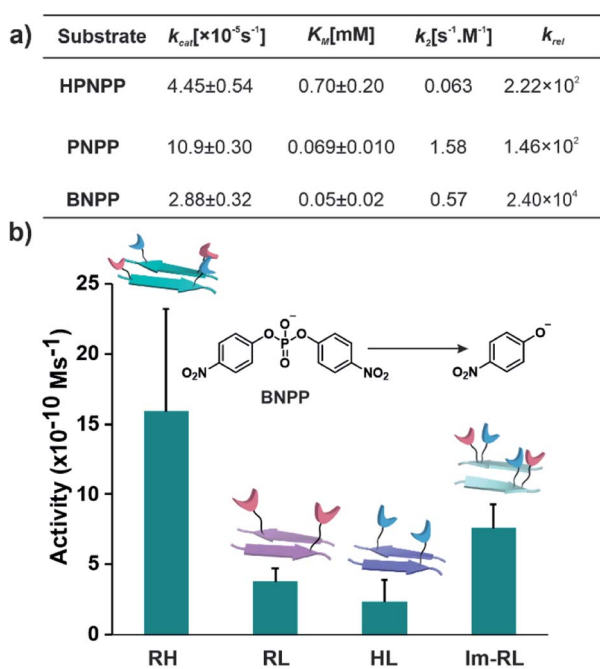 a)
Substrate kcat[×10⁻⁵s⁻¹] KM[mM] k2[s⁻¹.M⁻¹] krel
HPNPP 4.45±0.54 0.70±0.20 0.063 2.22×10²
PNPP 10.9±0.30 0.069±0.010 1.58 1.46×10²
BNPP 2.88±0.32 0.05±0.02 0.57 2.40×10⁴
b)
Activity (x10⁻¹⁰ Ms⁻¹)
25
20
15
10
5
0
O₂N O O⁻ P O O NO₂
BNPP
O₂N O⁻
RH RL HL Im-RL